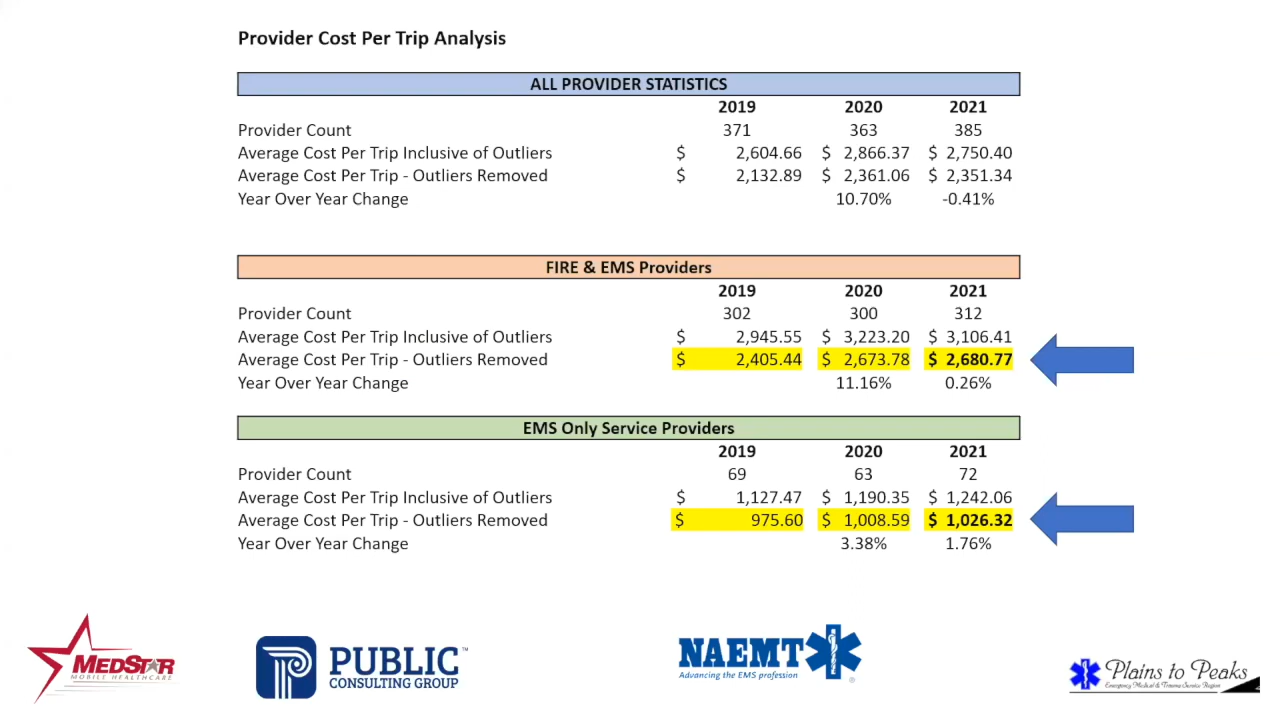 Provider Cost Per Trip Analysis
ALL PROVIDER STATISTICS
2019 2020 2021
Provider Count 371 363 385
Average Cost Per Trip Inclusive of Outliers $ 2,604.66 $ 2,866.37 $ 2,750.40
Average Cost Per Trip - Outliers Removed $ 2,132.89 $ 2,361.06 $ 2,351.34
Year Over Year Change 10.70% -0.41%
FIRE & EMS Providers
2019 2020 2021
Provider Count 302 300 312
Average Cost Per Trip Inclusive of Outliers $ 2,945.55 $ 3,223.20 $ 3,106.41
Average Cost Per Trip - Outliers Removed $ 2,405.44 $ 2,673.78 $ 2,680.77
Year Over Year Change 11.16% 0.26%
EMS Only Service Providers
2019 2020 2021
Provider Count 69 63 72
Average Cost Per Trip Inclusive of Outliers $ 1,127.47 $ 1,190.35 $ 1,242.06
Average Cost Per Trip - Outliers Removed $ 975.60 $ 1,008.59 $ 1,026.32
Year Over Year Change 3.38% 1.76%
MEDSTAR
MOBILE HEALTHCARE
PUBLIC™
CONSULTING GROUP
NAEMT®
Advancing the EMS profession
Plains to Peaks
Emergency Medical & Trauma Service Region